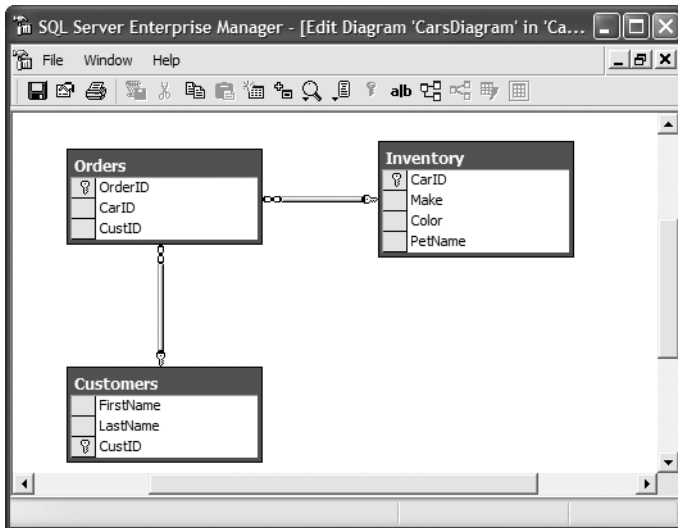 SQL Server Enterprise Manager - [Edit Diagram 'CarsDiagram' in 'Ca...
File Window Help
a|b
Orders
OrderID
CarID
CustID
Inventory
CarID
Make
Color
PetName
Customers
FirstName
LastName
CustID